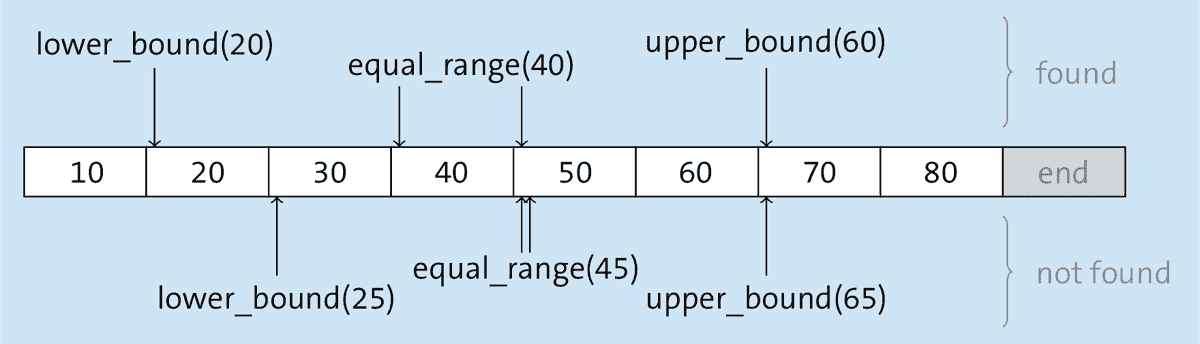 lower_bound(20)
equal_range(40)
upper_bound(60)
found
10 20 30 40 50 60 70 80 end
lower_bound(25)
equal_range(45)
upper_bound(65)
not found